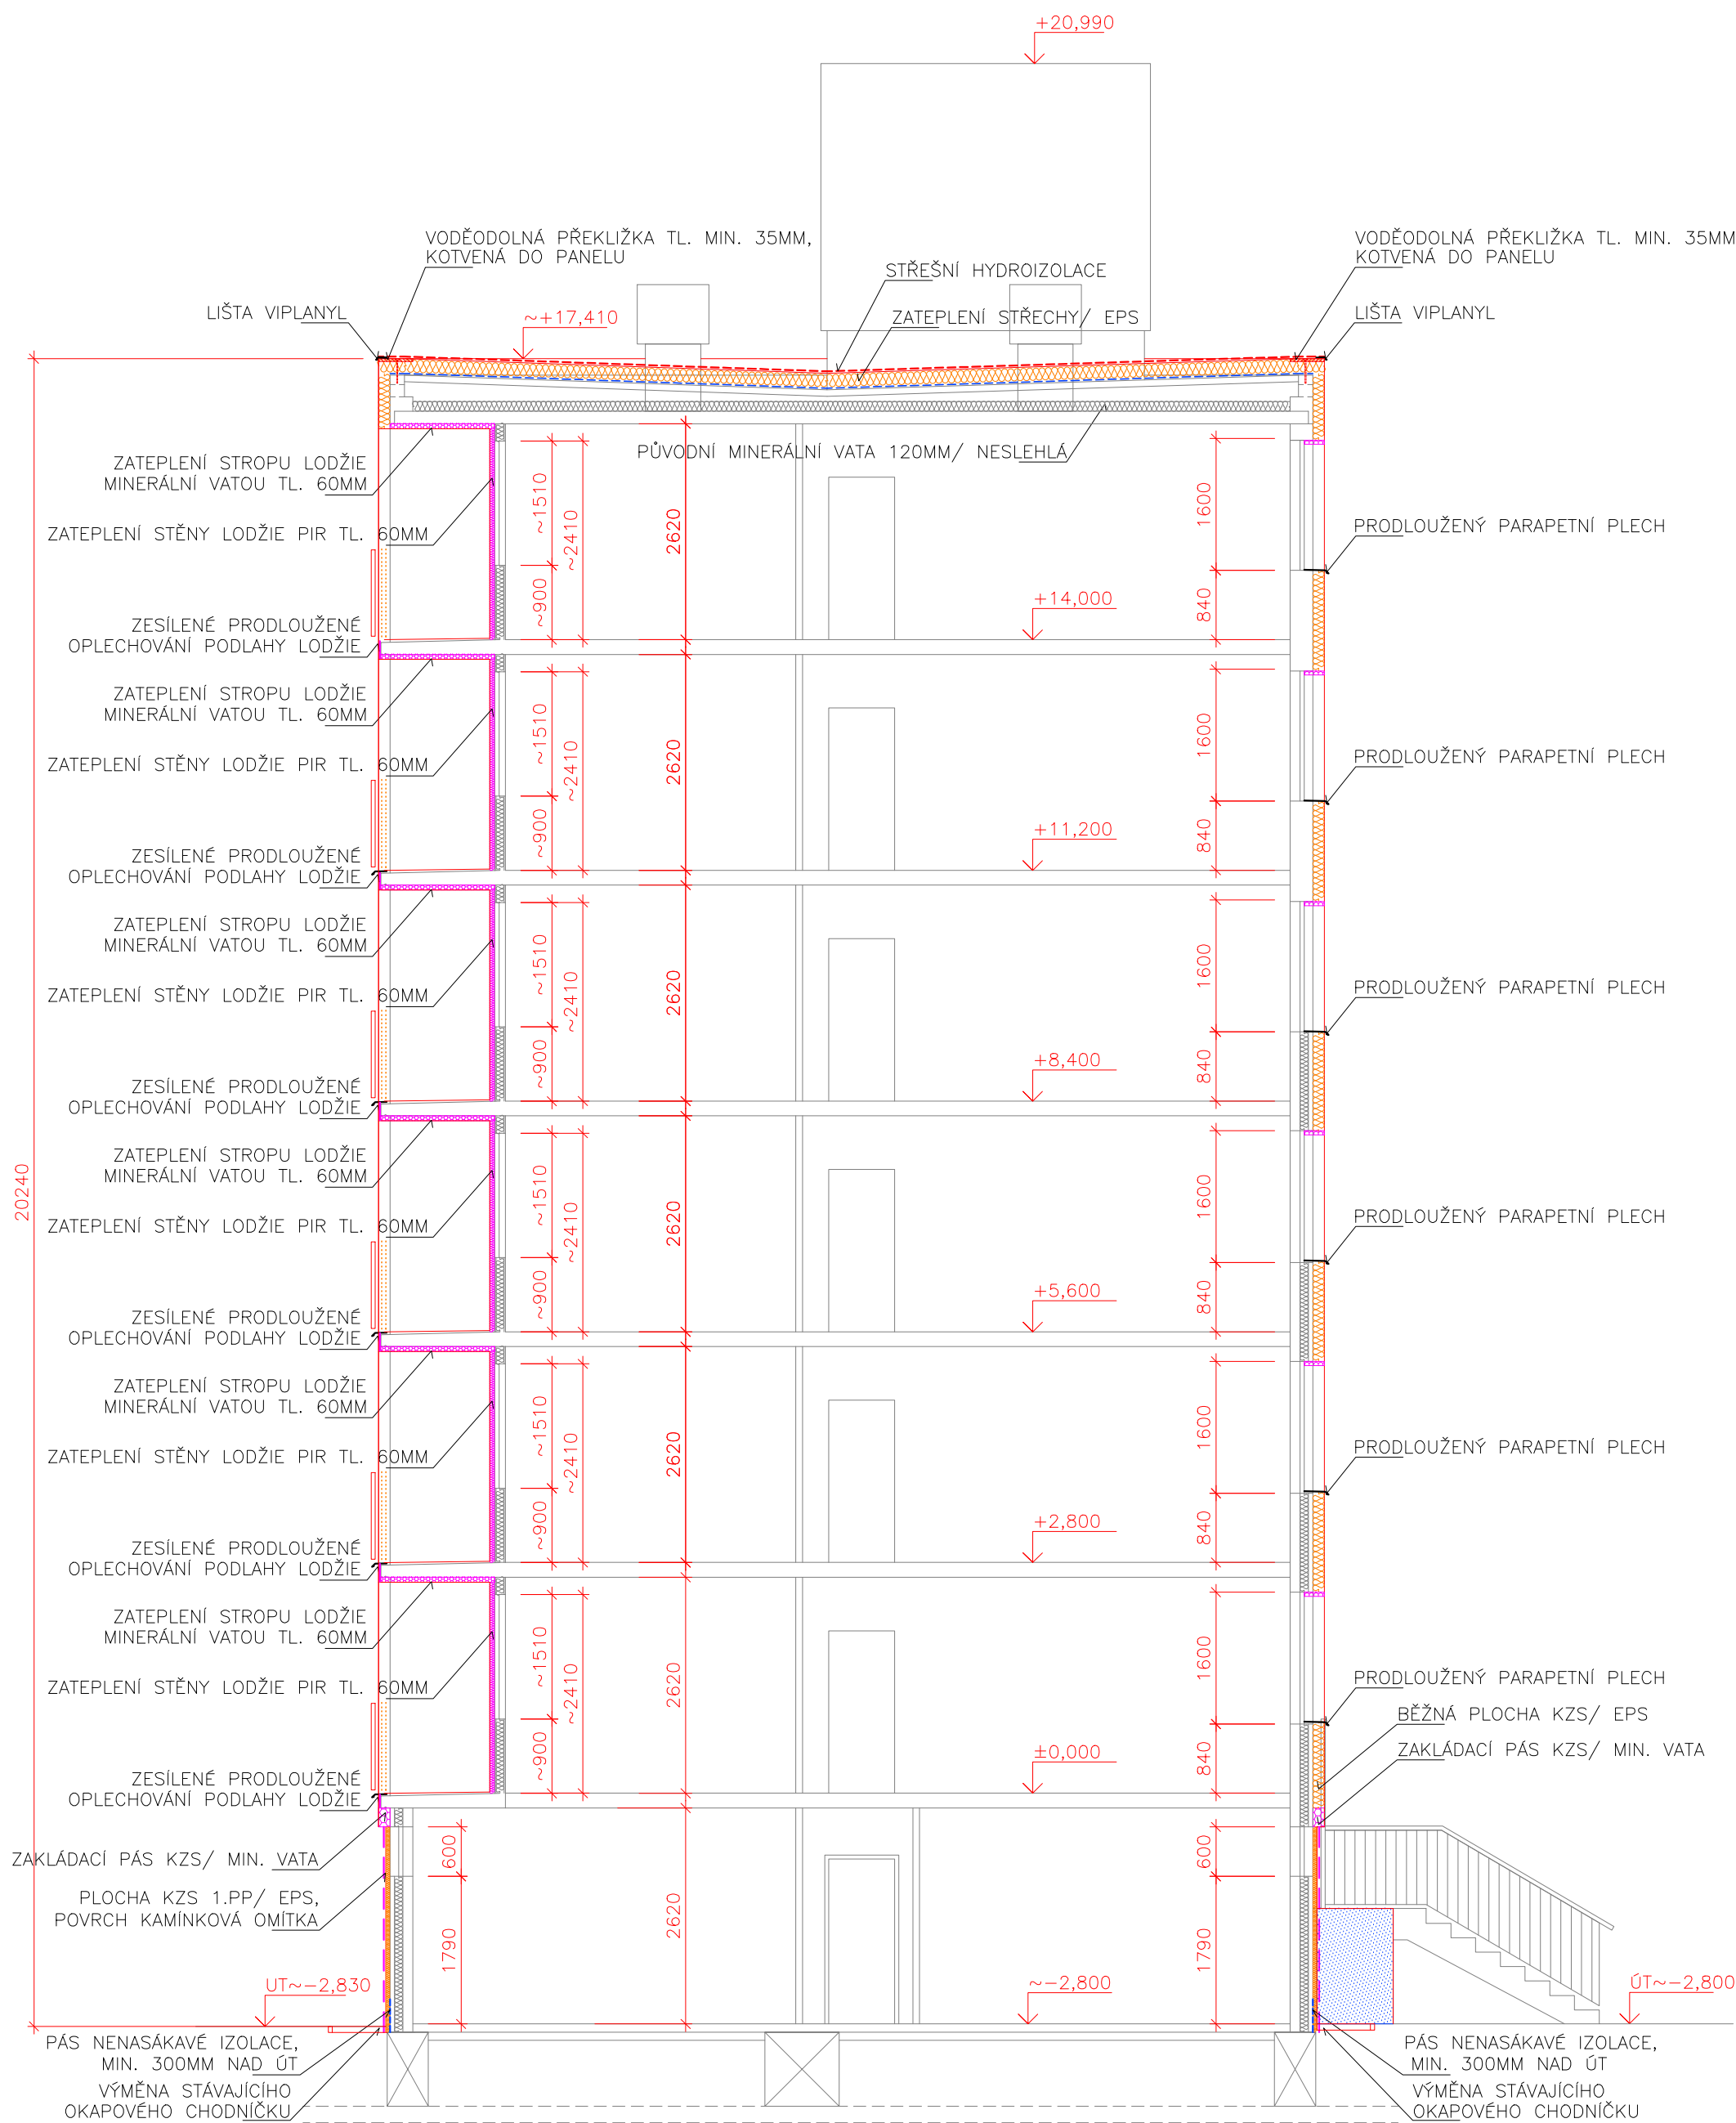 +20,990
VODĚODOLNÁ PŘEKLIŽKA TL. MIN. 35MM,
KOTVENÁ DO PANELU
VODĚODOLNÁ PŘEKLIŽKA TL. MIN. 35MM
KOTVENÁ DO PANELU
STŘEŠNÍ HYDROIZOLACE
LIŠTA VIPLANYL
~+17,410
ZATEPLENÍ STŘECHY/ EPS
LIŠTA VIPLANYL
PŮVODNÍ MINERÁLNÍ VATA 120MM/ NESLEHLÁ
ZATEPLENÍ STROPU LODŽIE
MINERÁLNÍ VATOU TL. 60MM
~1510
~2410
2620
1600
ZATEPLENÍ STĚNY LODŽIE PIR TL. 60MM
PRODLOUŽENÝ PARAPETNÍ PLECH
~900
+14,000
840
ZESÍLENÉ PRODLOUŽENÉ
OPLECHOVÁNÍ PODLAHY LODŽIE
ZATEPLENÍ STROPU LODŽIE
MINERÁLNÍ VATOU TL. 60MM
~1510
~2410
2620
1600
ZATEPLENÍ STĚNY LODŽIE PIR TL. 60MM
PRODLOUŽENÝ PARAPETNÍ PLECH
~900
+11,200
840
ZESÍLENÉ PRODLOUŽENÉ
OPLECHOVÁNÍ PODLAHY LODŽIE
ZATEPLENÍ STROPU LODŽIE
MINERÁLNÍ VATOU TL. 60MM
~1510
~2410
2620
1600
ZATEPLENÍ STĚNY LODŽIE PIR TL. 60MM
PRODLOUŽENÝ PARAPETNÍ PLECH
~900
+8,400
840
ZESÍLENÉ PRODLOUŽENÉ
OPLECHOVÁNÍ PODLAHY LODŽIE
20240
ZATEPLENÍ STROPU LODŽIE
MINERÁLNÍ VATOU TL. 60MM
~1510
~2410
2620
1600
ZATEPLENÍ STĚNY LODŽIE PIR TL. 60MM
PRODLOUŽENÝ PARAPETNÍ PLECH
~900
+5,600
840
ZESÍLENÉ PRODLOUŽENÉ
OPLECHOVÁNÍ PODLAHY LODŽIE
ZATEPLENÍ STROPU LODŽIE
MINERÁLNÍ VATOU TL. 60MM
~1510
~2410
2620
1600
ZATEPLENÍ STĚNY LODŽIE PIR TL. 60MM
PRODLOUŽENÝ PARAPETNÍ PLECH
~900
+2,800
840
ZESÍLENÉ PRODLOUŽENÉ
OPLECHOVÁNÍ PODLAHY LODŽIE
ZATEPLENÍ STROPU LODŽIE
MINERÁLNÍ VATOU TL. 60MM
~1510
~2410
2620
1600
ZATEPLENÍ STĚNY LODŽIE PIR TL. 60MM
PRODLOUŽENÝ PARAPETNÍ PLECH
BĚŽNÁ PLOCHA KZS/ EPS
ZAKLÁDACÍ PÁS KZS/ MIN. VATA
~900
±0,000
840
ZESÍLENÉ PRODLOUŽENÉ
OPLECHOVÁNÍ PODLAHY LODŽIE
ZAKLÁDACÍ PÁS KZS/ MIN. VATA
600
600
PLOCHA KZS 1.PP/ EPS,
POVRCH KAMÍNKOVÁ OMÍTKA
2620
1790
1790
UT~−2,830
~−2,800
ÚT~−2,800
PÁS NENASÁKAVÉ IZOLACE,
MIN. 300MM NAD ÚT
PÁS NENASÁKAVÉ IZOLACE,
MIN. 300MM NAD ÚT
VÝMĚNA STÁVAJÍCÍHO
OKAPOVÉHO CHODNÍČKU
VÝMĚNA STÁVAJÍCÍHO
OKAPOVÉHO CHODNÍČKU